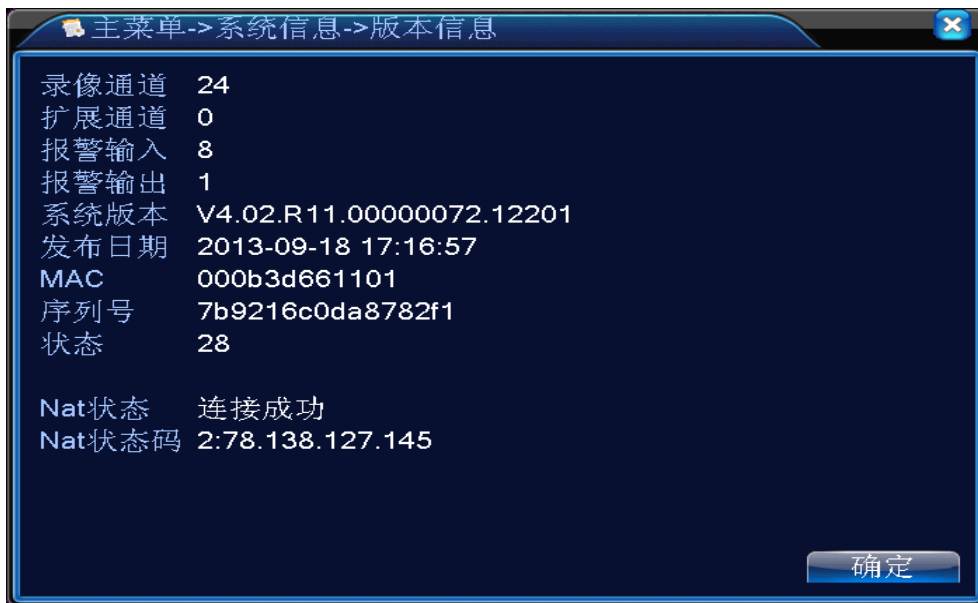 主菜单->系统信息->版本信息
录像通道 24
扩展通道 0
报警输入 8
报警输出 1
系统版本 V4.02.R11.00000072.12201
发布日期 2013-09-18 17:16:57
MAC 000b3d661101
序列号 7b9216c0da8782f1
状态 28
Nat状态 连接成功
Nat状态码 2:78.138.127.145
确定